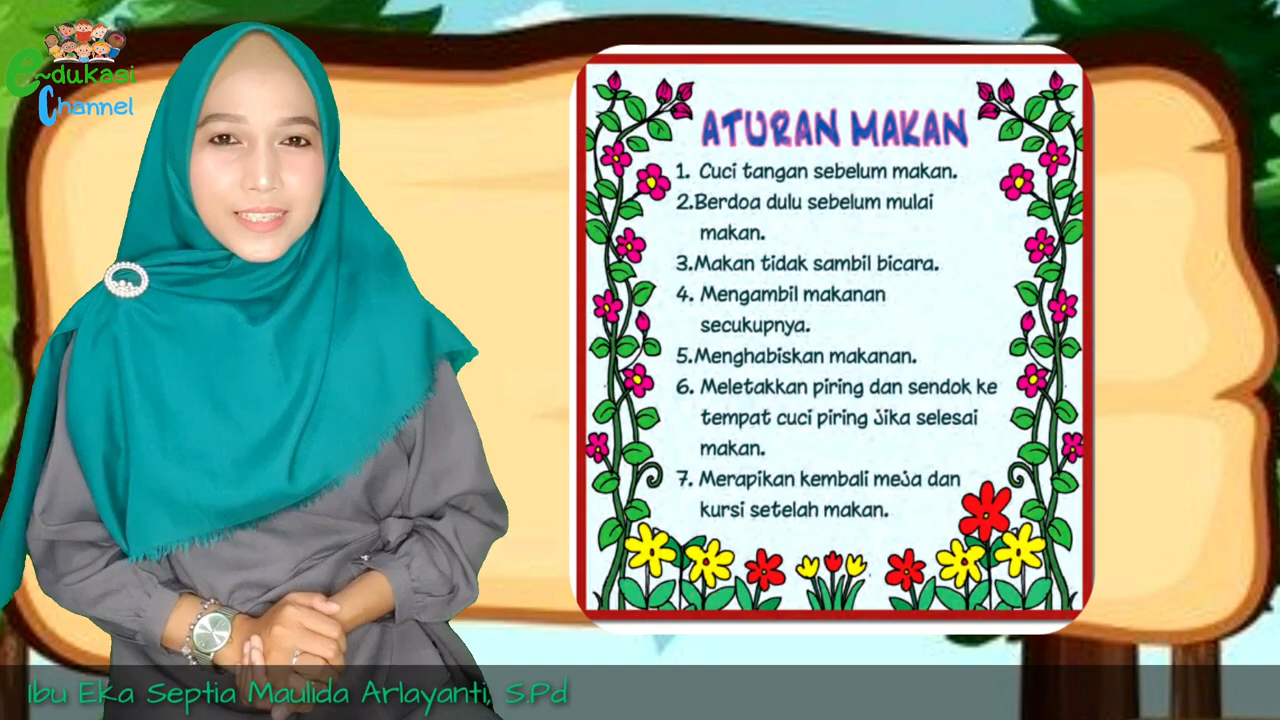 e~dukasi
Channel
ATURAN MAKAN
1. Cuci tangan sebelum makan.
2.Berdoa dulu sebelum mulai
makan.
3.Makan tidak sambil bicara.
4. Mengambil makanan
secukupnya.
5.Menghabiskan makanan.
6. Meletakkan piring dan sendok ke
tempat cuci piring Jika selesai
makan.
7. Merapikan kembali meJa dan
kursi setelah makan.
Ibu Eka Septia Maulida Arlayanti, S.Pd